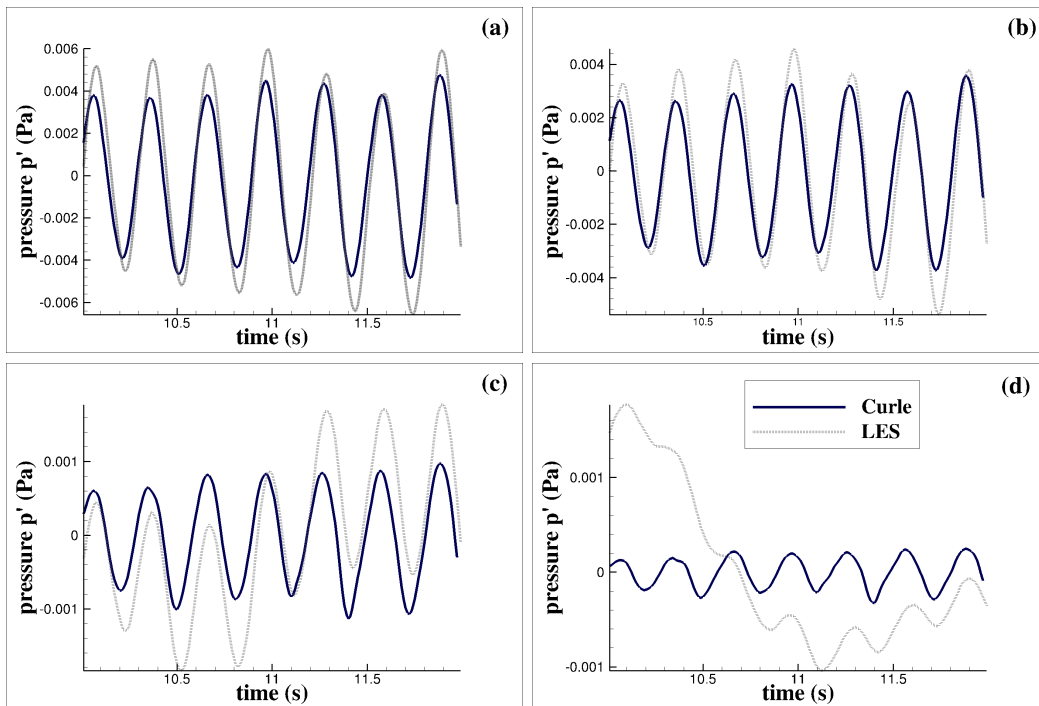 (a)
pressure p' (Pa)
0.006
0.004
0.002
0
-0.002
-0.004
-0.006
10.5
11
11.5
time (s)
(b)
pressure p' (Pa)
0.004
0.002
0
-0.002
-0.004
10.5
11
11.5
time (s)
(c)
pressure p' (Pa)
0.001
0
-0.001
10.5
11
11.5
time (s)
(d)
Curle
LES
pressure p' (Pa)
0.001
0
-0.001
10.5
11
11.5
time (s)